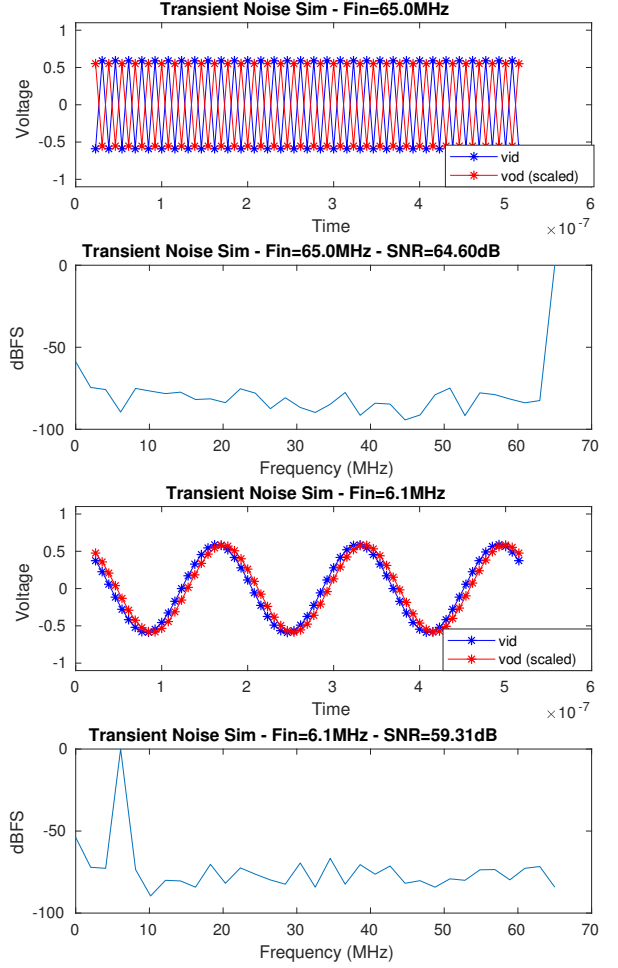 Transient Noise Sim - Fin=65.0MHz
1
0.5
0
-0.5
-1
Voltage
0 1 2 3 4 5 6
Time
×10⁻⁷
vid
vod (scaled)
Transient Noise Sim - Fin=65.0MHz - SNR=64.60dB
0
-50
-100
dBFS
0 10 20 30 40 50 60 70
Frequency (MHz)
Transient Noise Sim - Fin=6.1MHz
1
0.5
0
-0.5
-1
Voltage
0 1 2 3 4 5 6
Time
×10⁻⁷
vid
vod (scaled)
Transient Noise Sim - Fin=6.1MHz - SNR=59.31dB
0
-50
-100
dBFS
0 10 20 30 40 50 60 70
Frequency (MHz)